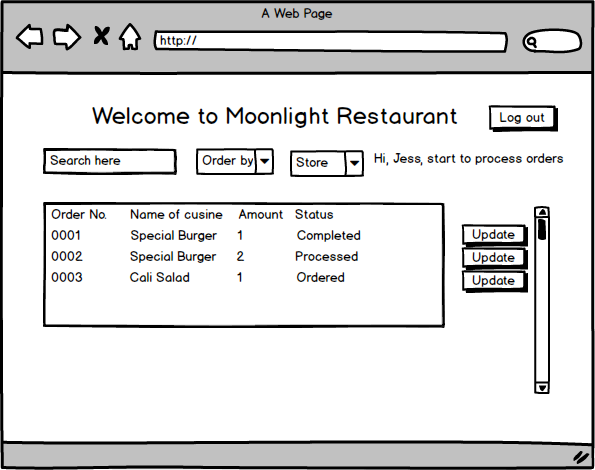 A Web Page
http://
Welcome to Moonlight Restaurant
Log out
Search here
Order by
Store
Hi, Jess, start to process orders
Order No. Name of cusine Amount Status
0001 Special Burger 1 Completed Update
0002 Special Burger 2 Processed Update
0003 Cali Salad 1 Ordered Update